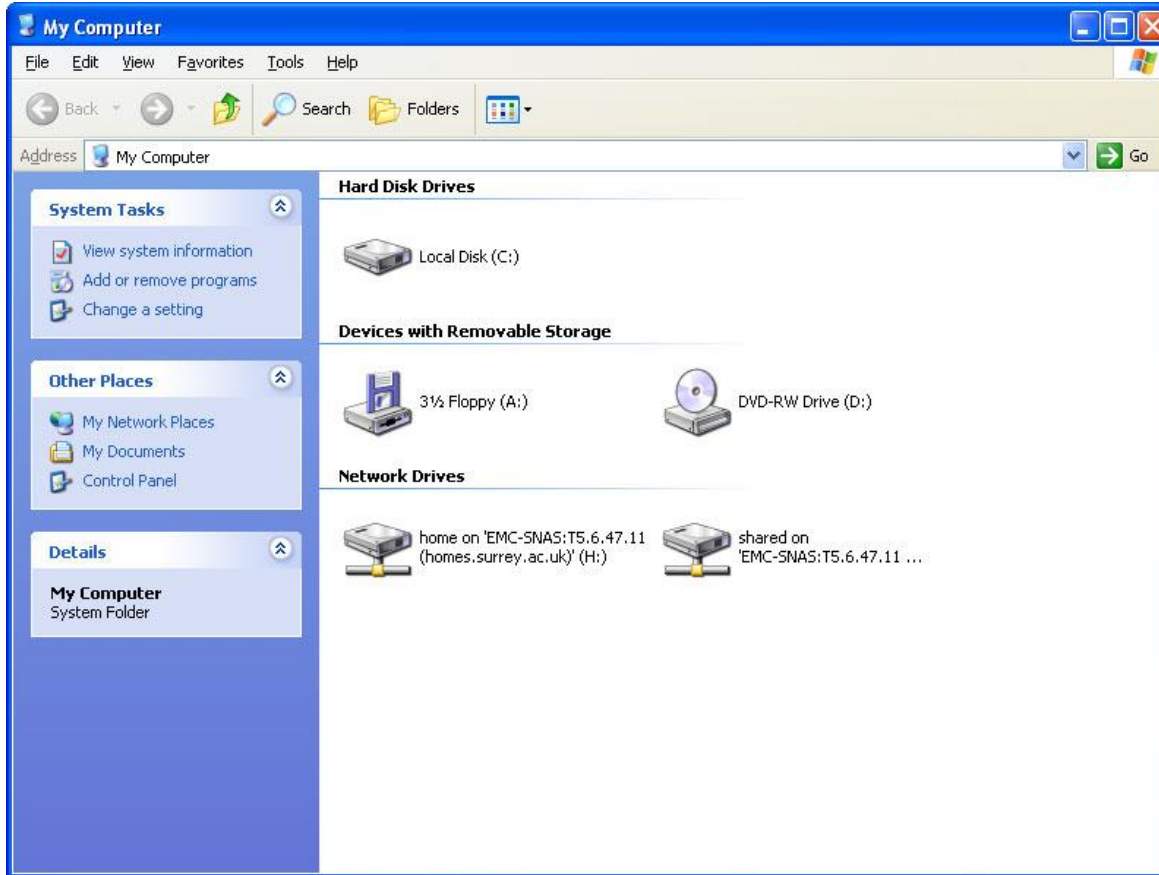 My Computer
File Edit View Favorites Tools Help
Back Search Folders
Address My Computer Go
System Tasks
View system information
Add or remove programs
Change a setting
Other Places
My Network Places
My Documents
Control Panel
Details
My Computer
System Folder
Hard Disk Drives
Local Disk (C:)
Devices with Removable Storage
3½ Floppy (A:)
DVD-RW Drive (D:)
Network Drives
home on 'EMC-SNAS:T5.6.47.11
(homes.surrey.ac.uk)' (H:)
shared on
'EMC-SNAS:T5.6.47.11 ...